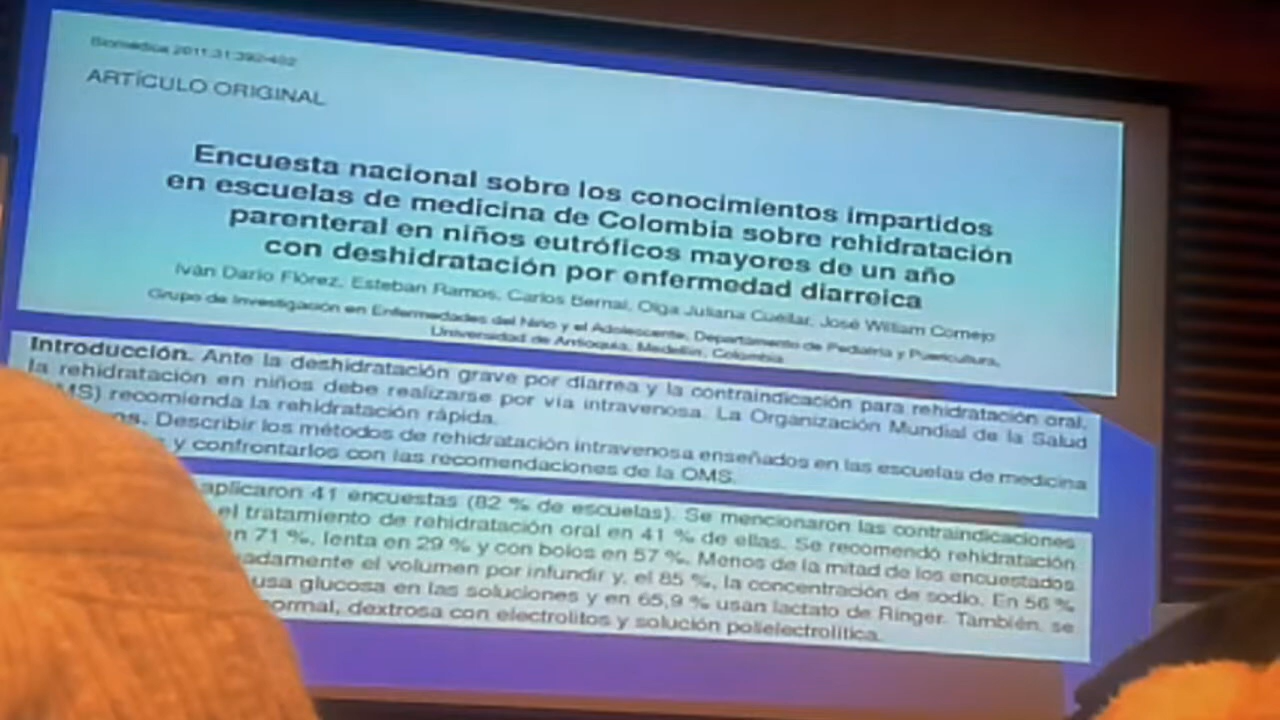 Biomédica 2011;31:392-402
ARTÍCULO ORIGINAL
Encuesta nacional sobre los conocimientos impartidos
en escuelas de medicina de Colombia sobre rehidratación
parenteral en niños eutróficos mayores de un año
con deshidratación por enfermedad diarreica
Iván Darío Flórez, Esteban Ramos, Carlos Bernal, Olga Juliana Cuéllar, José William Cornejo
Grupo de Investigación en Enfermedades del Niño y el Adolescente, Departamento de Pediatría y Puericultura,
Universidad de Antioquia, Medellín, Colombia
Introducción. Ante la deshidratación grave por diarrea y la contraindicación para rehidratación oral,
la rehidratación en niños debe realizarse por vía intravenosa. La Organización Mundial de la Salud
MS) recomienda la rehidratación rápida.
os. Describir los métodos de rehidratación intravenosa enseñados en las escuelas de medicina
s y confrontarlos con las recomendaciones de la OMS.
aplicaron 41 encuestas (82 % de escuelas). Se mencionaron las contraindicaciones
el tratamiento de rehidratación oral en 41 % de ellas. Se recomendó rehidratación
n 71 %, lenta en 29 % y con bolos en 57 %. Menos de la mitad de los encuestados
adamente el volumen por infundir y, el 85 %, la concentración de sodio. En 56 %
usa glucosa en las soluciones y en 65,9 % usan lactato de Ringer. También, se
normal, dextrosa con electrolitos y solución polielectrolítica.